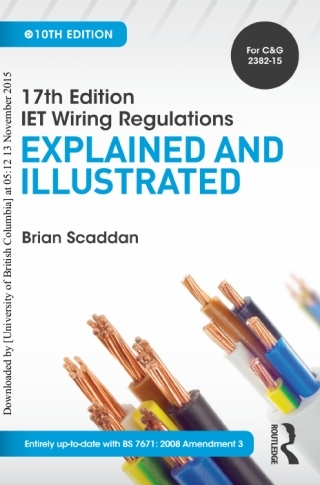 10TH EDITION
For C&G
2382-15
17th Edition
IET Wiring Regulations
EXPLAINED AND
ILLUSTRATED
Brian Scaddan
Downloaded by [University of British Columbia] at 05:12 13 November 2015
Entirely up-to-date with BS 7671: 2008 Amendment 3
ROUTLEDGE